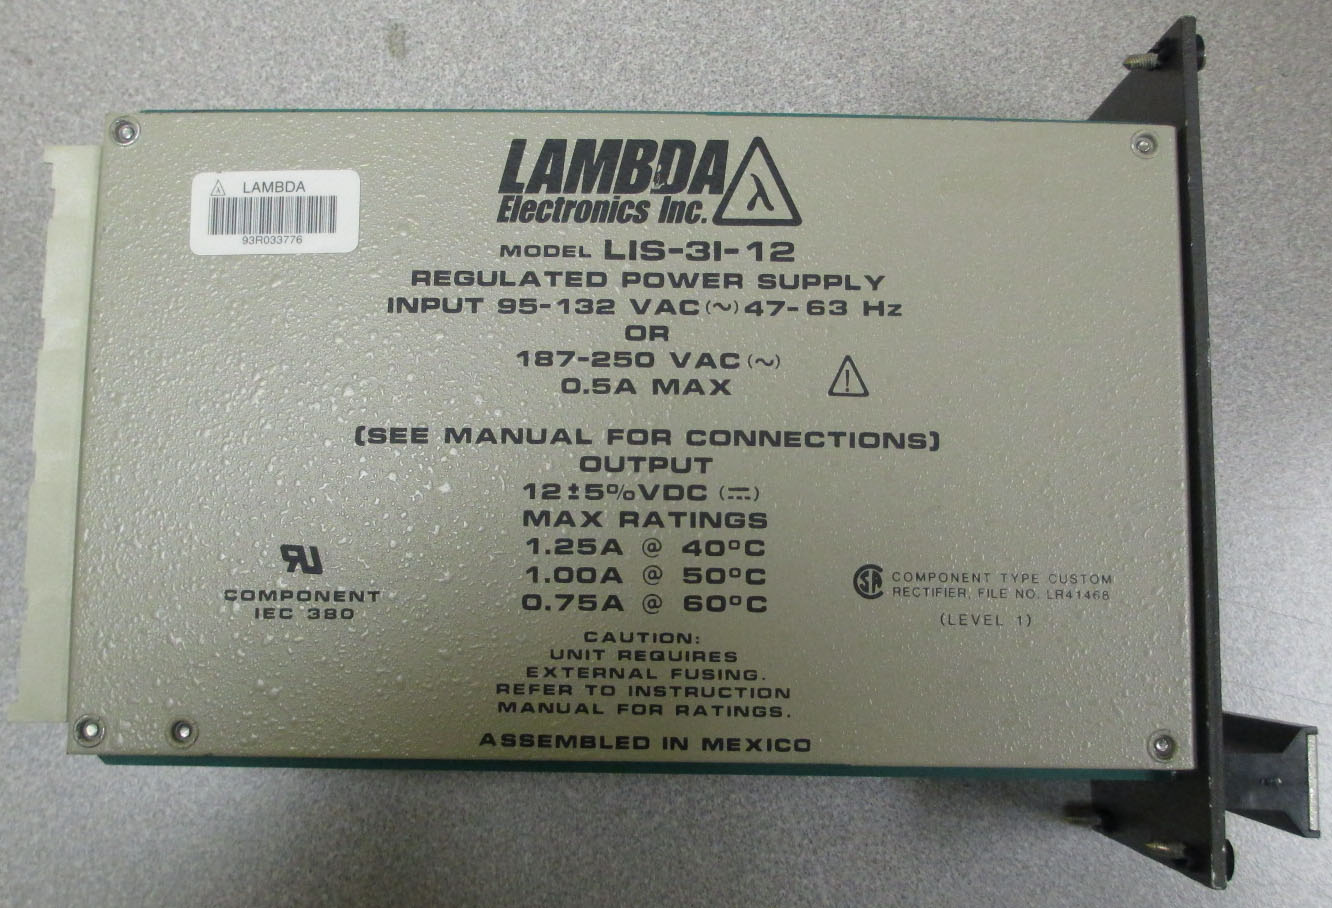 LAMBDA
93R033776
LAMBDA
Electronics Inc.
λ
MODEL LIS-3I-12
REGULATED POWER SUPPLY
INPUT 95-132 VAC(~)47-63 Hz
OR
187-250 VAC(~)
0.5A MAX
(SEE MANUAL FOR CONNECTIONS)
OUTPUT
12±5%VDC (⎓)
MAX RATINGS
1.25A @ 40°C
1.00A @ 50°C
0.75A @ 60°C
RU
COMPONENT
IEC 380
CSA COMPONENT TYPE CUSTOM
RECTIFIER, FILE NO. LR41468
(LEVEL 1)
CAUTION:
UNIT REQUIRES
EXTERNAL FUSING.
REFER TO INSTRUCTION
MANUAL FOR RATINGS.
ASSEMBLED IN MEXICO